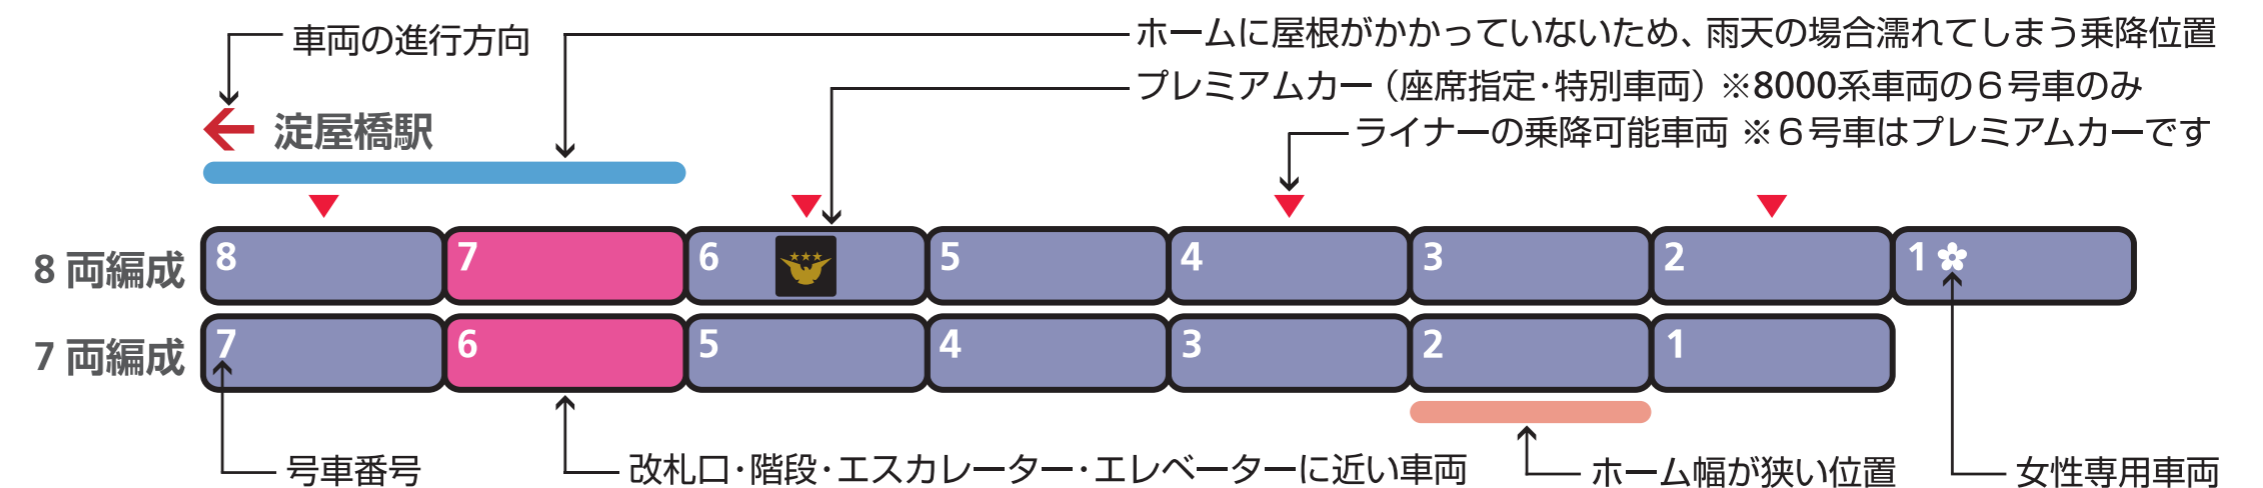 車両の進行方向
ホームに屋根がかかっていないため、雨天の場合濡れてしまう乗降位置
プレミアムカー（座席指定･特別車両）※8000系車両の６号車のみ
淀屋橋駅
ライナーの乗降可能車両 ※６号車はプレミアムカーです
8 両編成
8 7 6 5 4 3 2 1
7 両編成
7 6 5 4 3 2 1
号車番号
改札口･階段･エスカレーター･エレベーターに近い車両
ホーム幅が狭い位置
女性専用車両